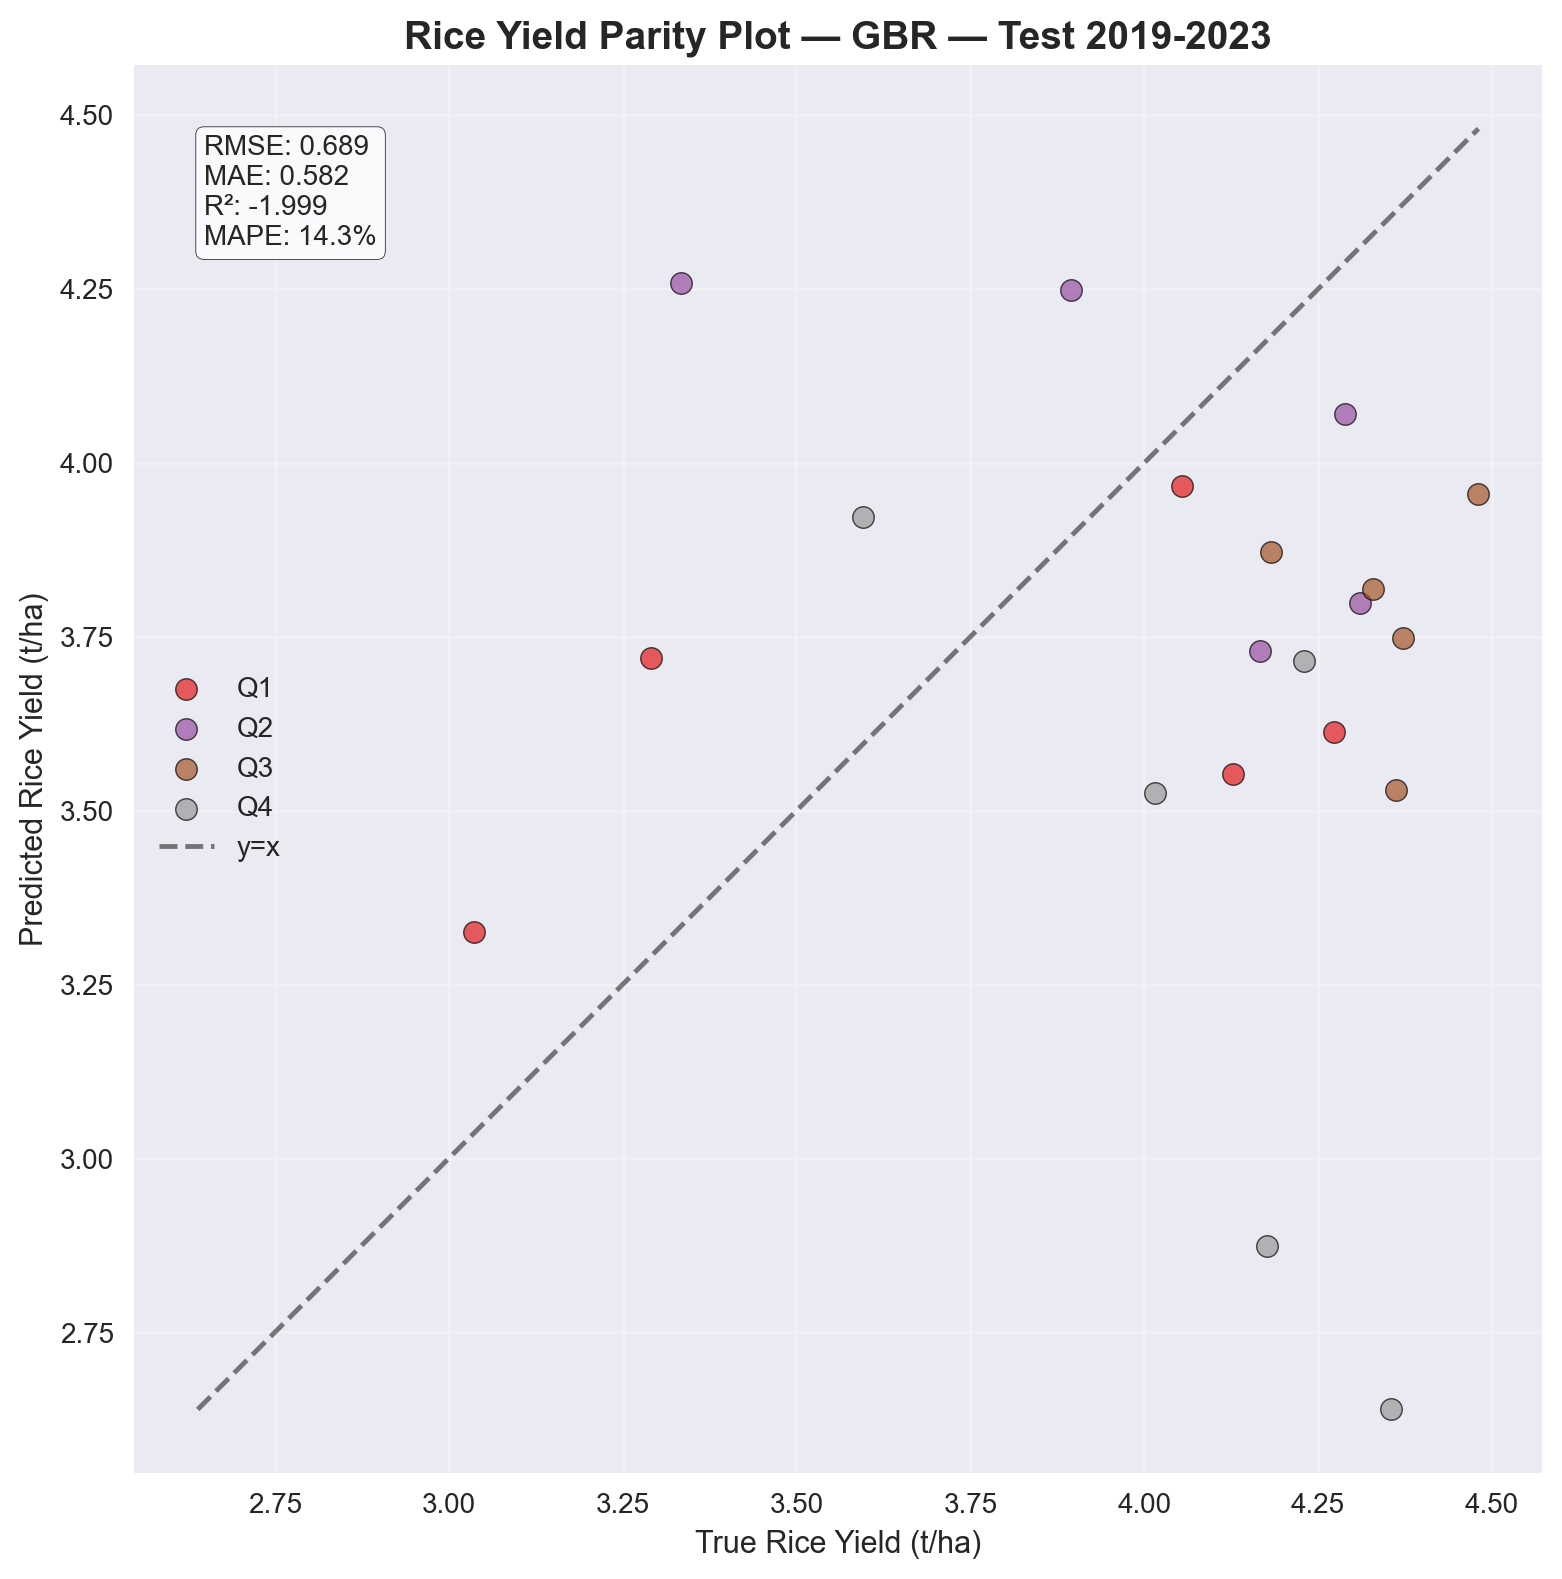 Rice Yield Parity Plot — GBR — Test 2019-2023
RMSE: 0.689
MAE: 0.582
R²: -1.999
MAPE: 14.3%
Q1
Q2
Q3
Q4
y=x
Predicted Rice Yield (t/ha)
4.50
4.25
4.00
3.75
3.50
3.25
3.00
2.75
2.75
3.00
3.25
3.50
3.75
4.00
4.25
4.50
True Rice Yield (t/ha)